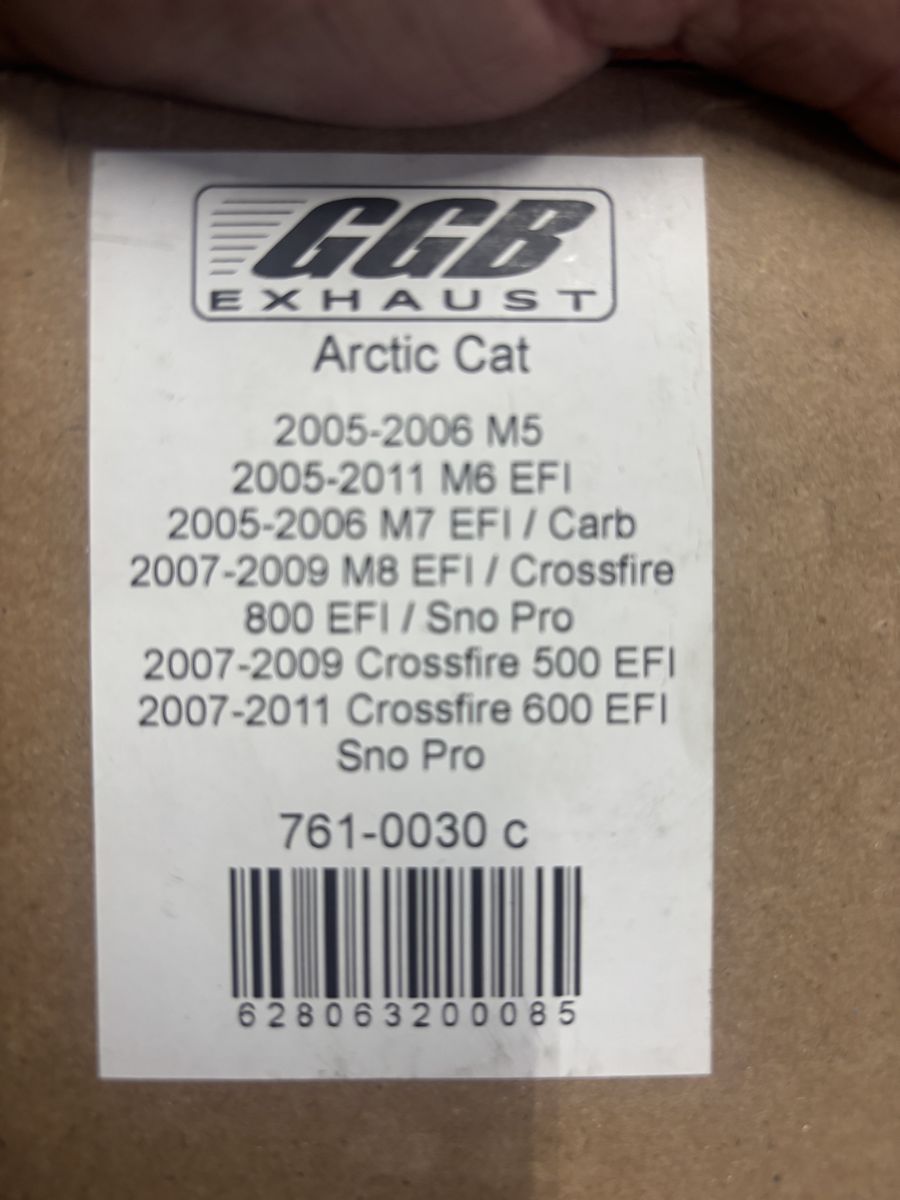 GGB
EXHAUST
Arctic Cat
2005-2006 M5
2005-2011 M6 EFI
2005-2006 M7 EFI / Carb
2007-2009 M8 EFI / Crossfire
800 EFI / Sno Pro
2007-2009 Crossfire 500 EFI
2007-2011 Crossfire 600 EFI
Sno Pro
761-0030 c
628063200085